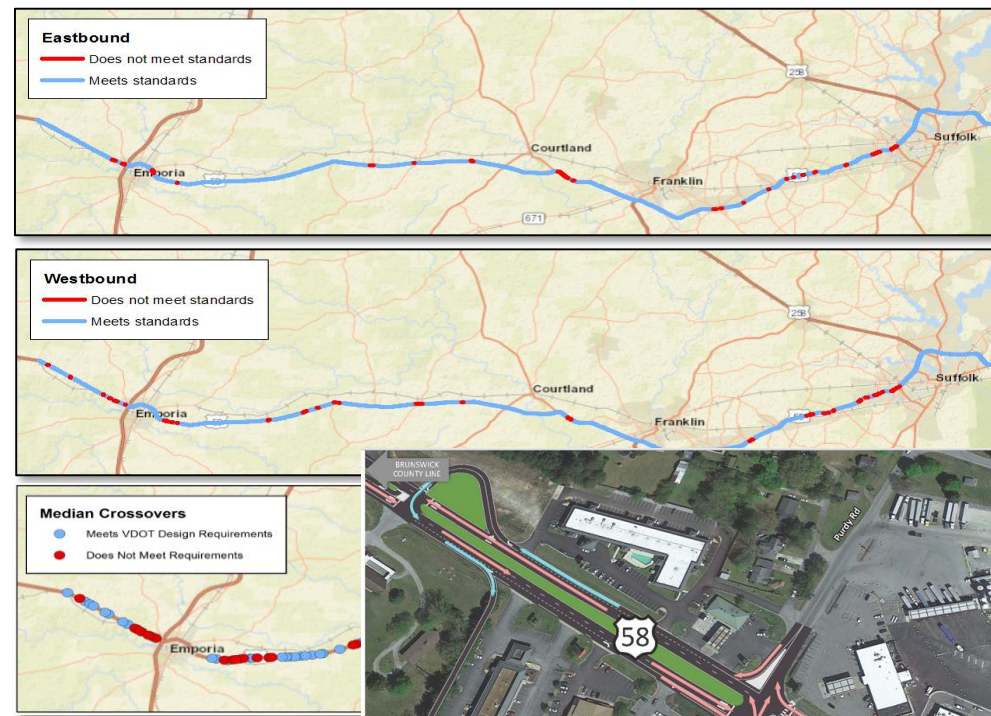 Eastbound
Does not meet standards
Meets standards
258
Courtland
Suffolk
Emporia
Franklin
671
Westbound
Does not meet standards
Meets standards
258
Courtland
Suffolk
Emporia
Franklin
BRUNSWICK
COUNTY LINE
Median Crossovers
Meets VDOT Design Requirements
Does Not Meet Requirements
Purdy Rd
58
Emporia